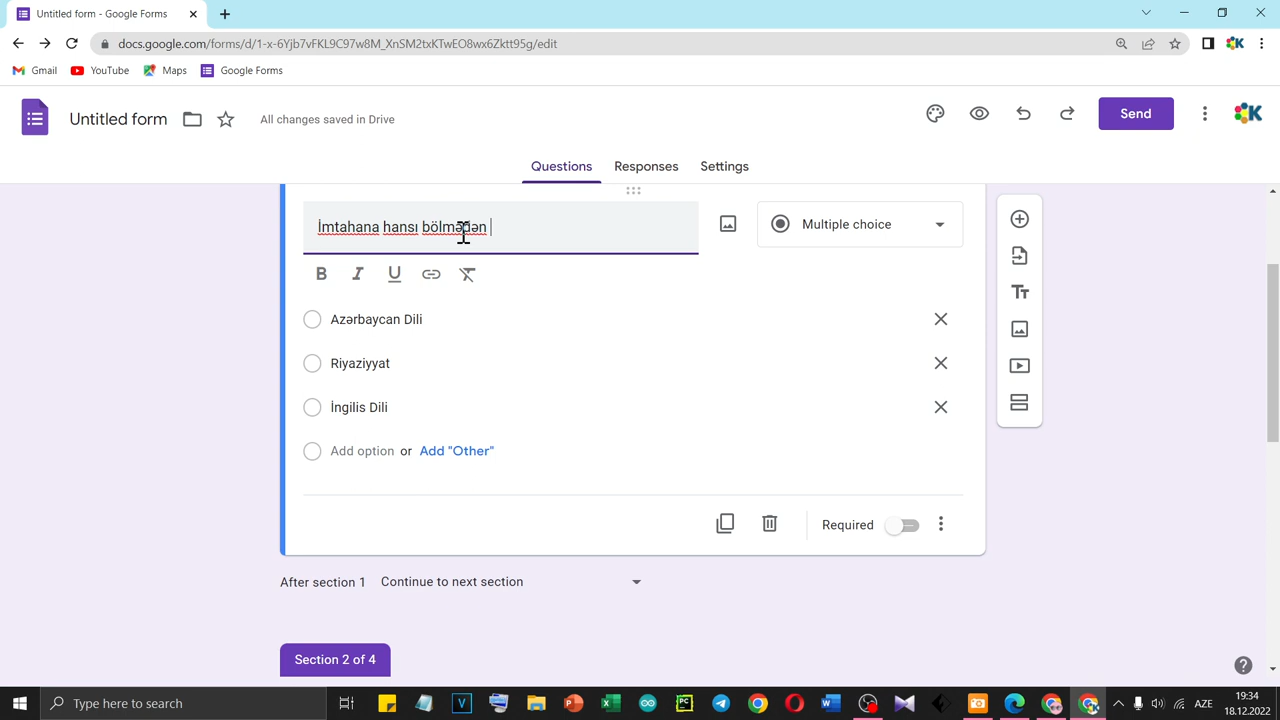 Untitled form - Google Forms
docs.google.com/forms/d/1-x-6Yjb7vFKL9C97w8M_XnSM2txKTwEO8wx6Zktt95g/edit
Gmail YouTube Maps Google Forms
Untitled form All changes saved in Drive Send
Questions Responses Settings
İmtahana hansı bölmədən
Multiple choice
B I U
Azərbaycan Dili
Riyaziyyat
İngilis Dili
Add option or Add "Other"
Required
After section 1 Continue to next section
Section 2 of 4
Type here to search
AZE
19:34
18.12.2022